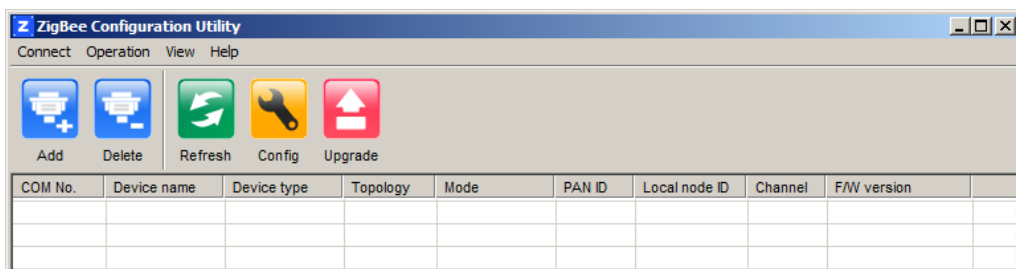 Z ZigBee Configuration Utility
Connect Operation View Help
Add Delete Refresh Config Upgrade
COM No. Device name Device type Topology Mode PAN ID Local node ID Channel F/W version